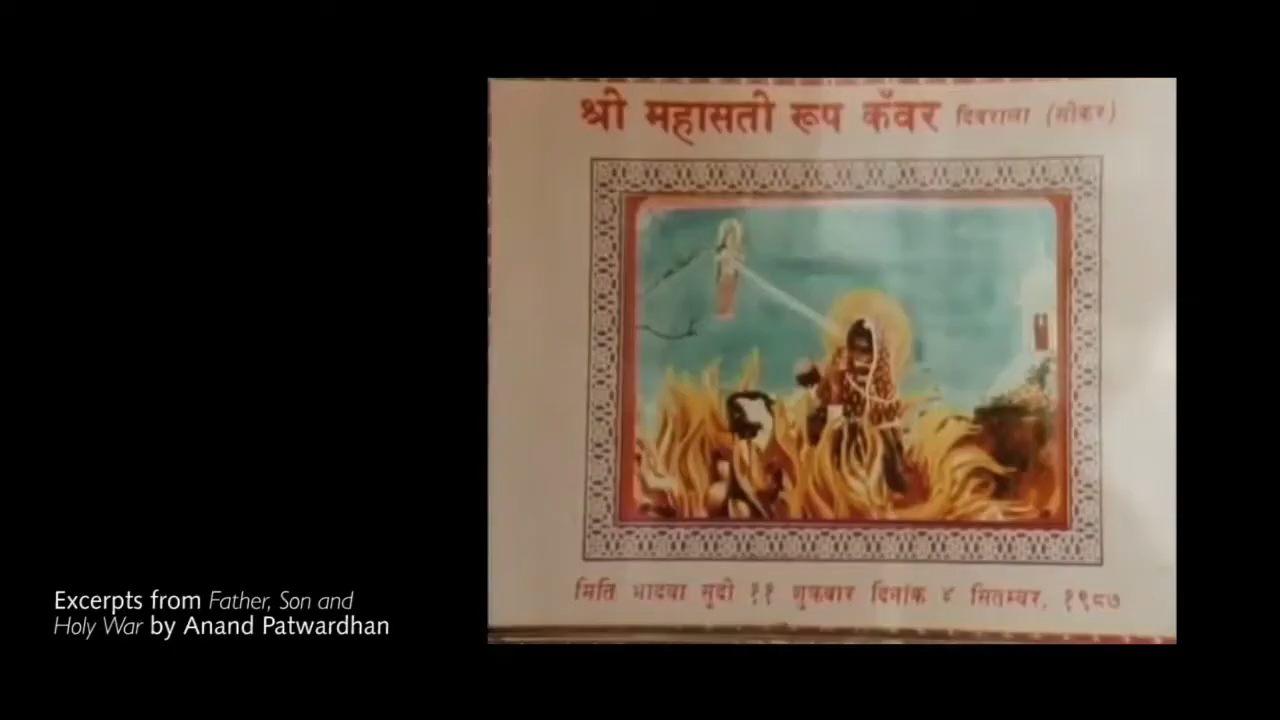 श्री महासती रूप कँवर दिवराला (सीकर)
मिति भादवा सुदी ११ शुक्रवार दिनांक ४ सितम्बर, १९८७
Excerpts from Father, Son and
Holy War by Anand Patwardhan